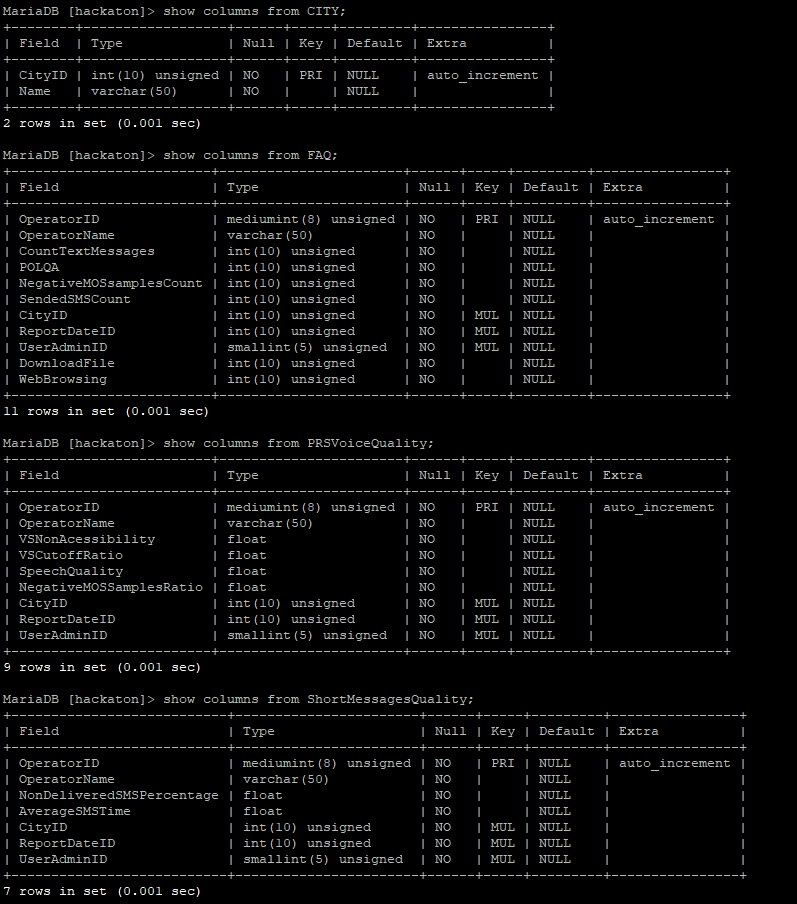 MariaDB [hackaton]> show columns from CITY;
+--------+------------------+------+-----+---------+----------------+
| Field  | Type             | Null | Key | Default | Extra          |
+--------+------------------+------+-----+---------+----------------+
| CityID | int(10) unsigned | NO   | PRI | NULL    | auto_increment |
| Name   | varchar(50)      | NO   |     | NULL    |                |
+--------+------------------+------+-----+---------+----------------+
2 rows in set (0.001 sec)
MariaDB [hackaton]> show columns from FAQ;
+-------------------------+-----------------------+------+-----+---------+----------------+
| Field                   | Type                  | Null | Key | Default | Extra          |
+-------------------------+-----------------------+------+-----+---------+----------------+
| OperatorID              | mediumint(8) unsigned | NO   | PRI | NULL    | auto_increment |
| OperatorName            | varchar(50)           | NO   |     | NULL    |                |
| CountTextMessages       | int(10) unsigned      | NO   |     | NULL    |                |
| POLQA                   | int(10) unsigned      | NO   |     | NULL    |                |
| NegativeMOSsamplesCount | int(10) unsigned      | NO   |     | NULL    |                |
| SendedSMSCount          | int(10) unsigned      | NO   |     | NULL    |                |
| CityID                  | int(10) unsigned      | NO   | MUL | NULL    |                |
| ReportDateID            | int(10) unsigned      | NO   | MUL | NULL    |                |
| UserAdminID             | smallint(5) unsigned  | NO   | MUL | NULL    |                |
| DownloadFile            | int(10) unsigned      | NO   |     | NULL    |                |
| WebBrowsing             | int(10) unsigned      | NO   |     | NULL    |                |
+-------------------------+-----------------------+------+-----+---------+----------------+
11 rows in set (0.001 sec)
MariaDB [hackaton]> show columns from PRSVoiceQuality;
+-------------------------+-----------------------+------+-----+---------+----------------+
| Field                   | Type                  | Null | Key | Default | Extra          |
+-------------------------+-----------------------+------+-----+---------+----------------+
| OperatorID              | mediumint(8) unsigned | NO   | PRI | NULL    | auto_increment |
| OperatorName            | varchar(50)           | NO   |     | NULL    |                |
| VSNonAcessibility       | float                 | NO   |     | NULL    |                |
| VSCutoffRatio           | float                 | NO   |     | NULL    |                |
| SpeechQuality           | float                 | NO   |     | NULL    |                |
| NegativeMOSSamplesRatio | float                 | NO   |     | NULL    |                |
| CityID                  | int(10) unsigned      | NO   | MUL | NULL    |                |
| ReportDateID            | int(10) unsigned      | NO   | MUL | NULL    |                |
| UserAdminID             | smallint(5) unsigned  | NO   | MUL | NULL    |                |
+-------------------------+-----------------------+------+-----+---------+----------------+
9 rows in set (0.001 sec)
MariaDB [hackaton]> show columns from ShortMessagesQuality;
+---------------------------+-----------------------+------+-----+---------+----------------+
| Field                     | Type                  | Null | Key | Default | Extra          |
+---------------------------+-----------------------+------+-----+---------+----------------+
| OperatorID                | mediumint(8) unsigned | NO   | PRI | NULL    | auto_increment |
| OperatorName              | varchar(50)           | NO   |     | NULL    |                |
| NonDeliveredSMSPercentage | float                 | NO   |     | NULL    |                |
| AverageSMSTime            | float                 | NO   |     | NULL    |                |
| CityID                    | int(10) unsigned      | NO   | MUL | NULL    |                |
| ReportDateID              | int(10) unsigned      | NO   | MUL | NULL    |                |
| UserAdminID               | smallint(5) unsigned  | NO   | MUL | NULL    |                |
+---------------------------+-----------------------+------+-----+---------+----------------+
7 rows in set (0.001 sec)